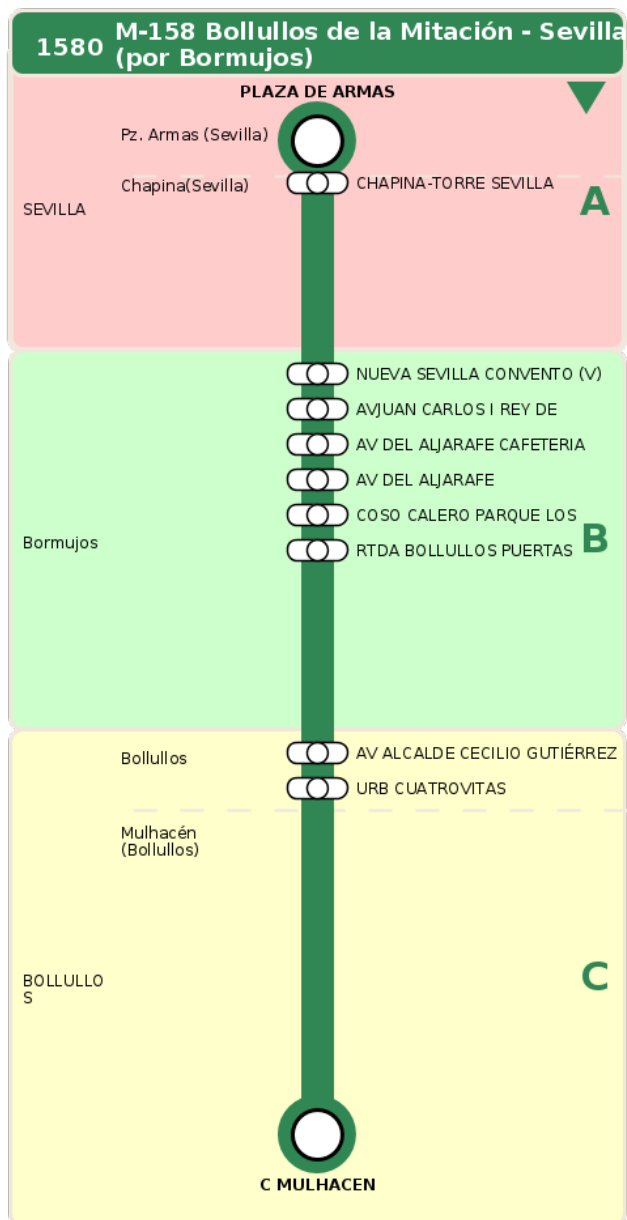 1580
M-158 Bollullos de la Mitación - Sevilla
(por Bormujos)
PLAZA DE ARMAS
Pz. Armas (Sevilla)
Chapina(Sevilla)
CHAPINA-TORRE SEVILLA
SEVILLA
A
NUEVA SEVILLA CONVENTO (V)
AVJUAN CARLOS I REY DE
AV DEL ALJARAFE CAFETERIA
AV DEL ALJARAFE
COSO CALERO PARQUE LOS
RTDA BOLLULLOS PUERTAS
Bormujos
B
AV ALCALDE CECILIO GUTIÉRREZ
Bollullos
URB CUATROVITAS
Mulhacén
(Bollullos)
BOLLULLO
S
C
C MULHACEN